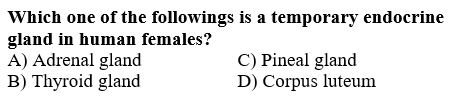 Which one of the followings is a temporary endocrine
gland in human females?
A) Adrenal gland C) Pineal gland
B) Thyroid gland D) Corpus luteum